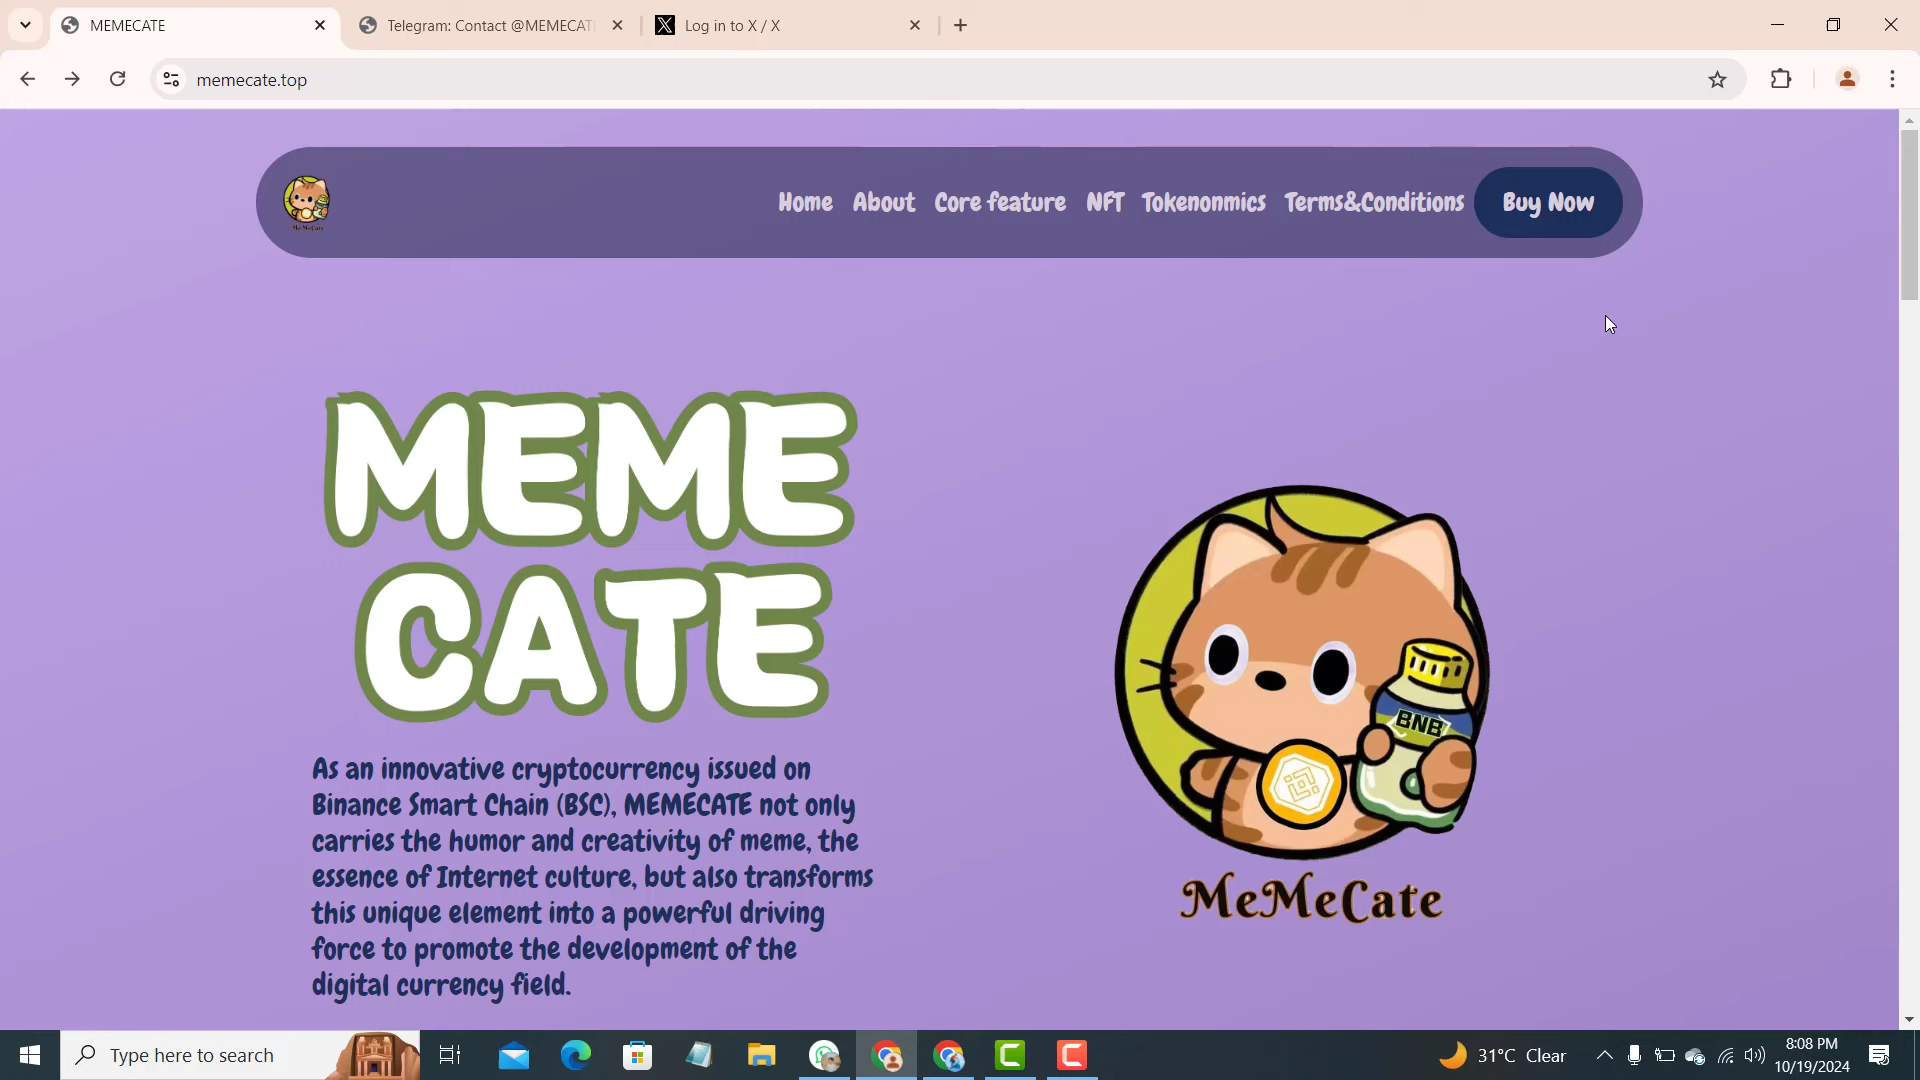 MEMECATE
Telegram: Contact @MEMECAT
Log in to X / X
memecate.top
MeMeCate
Home About Core feature NFT Tokenonmics Terms&Conditions Buy Now
MEME
CATE
BNB
MeMeCate
As an innovative cryptocurrency issued on
Binance Smart Chain (BSC), MEMECATE not only
carries the humor and creativity of meme, the
essence of Internet culture, but also transforms
this unique element into a powerful driving
force to promote the development of the
digital currency field.
Type here to search
31°C Clear
8:08 PM
10/19/2024